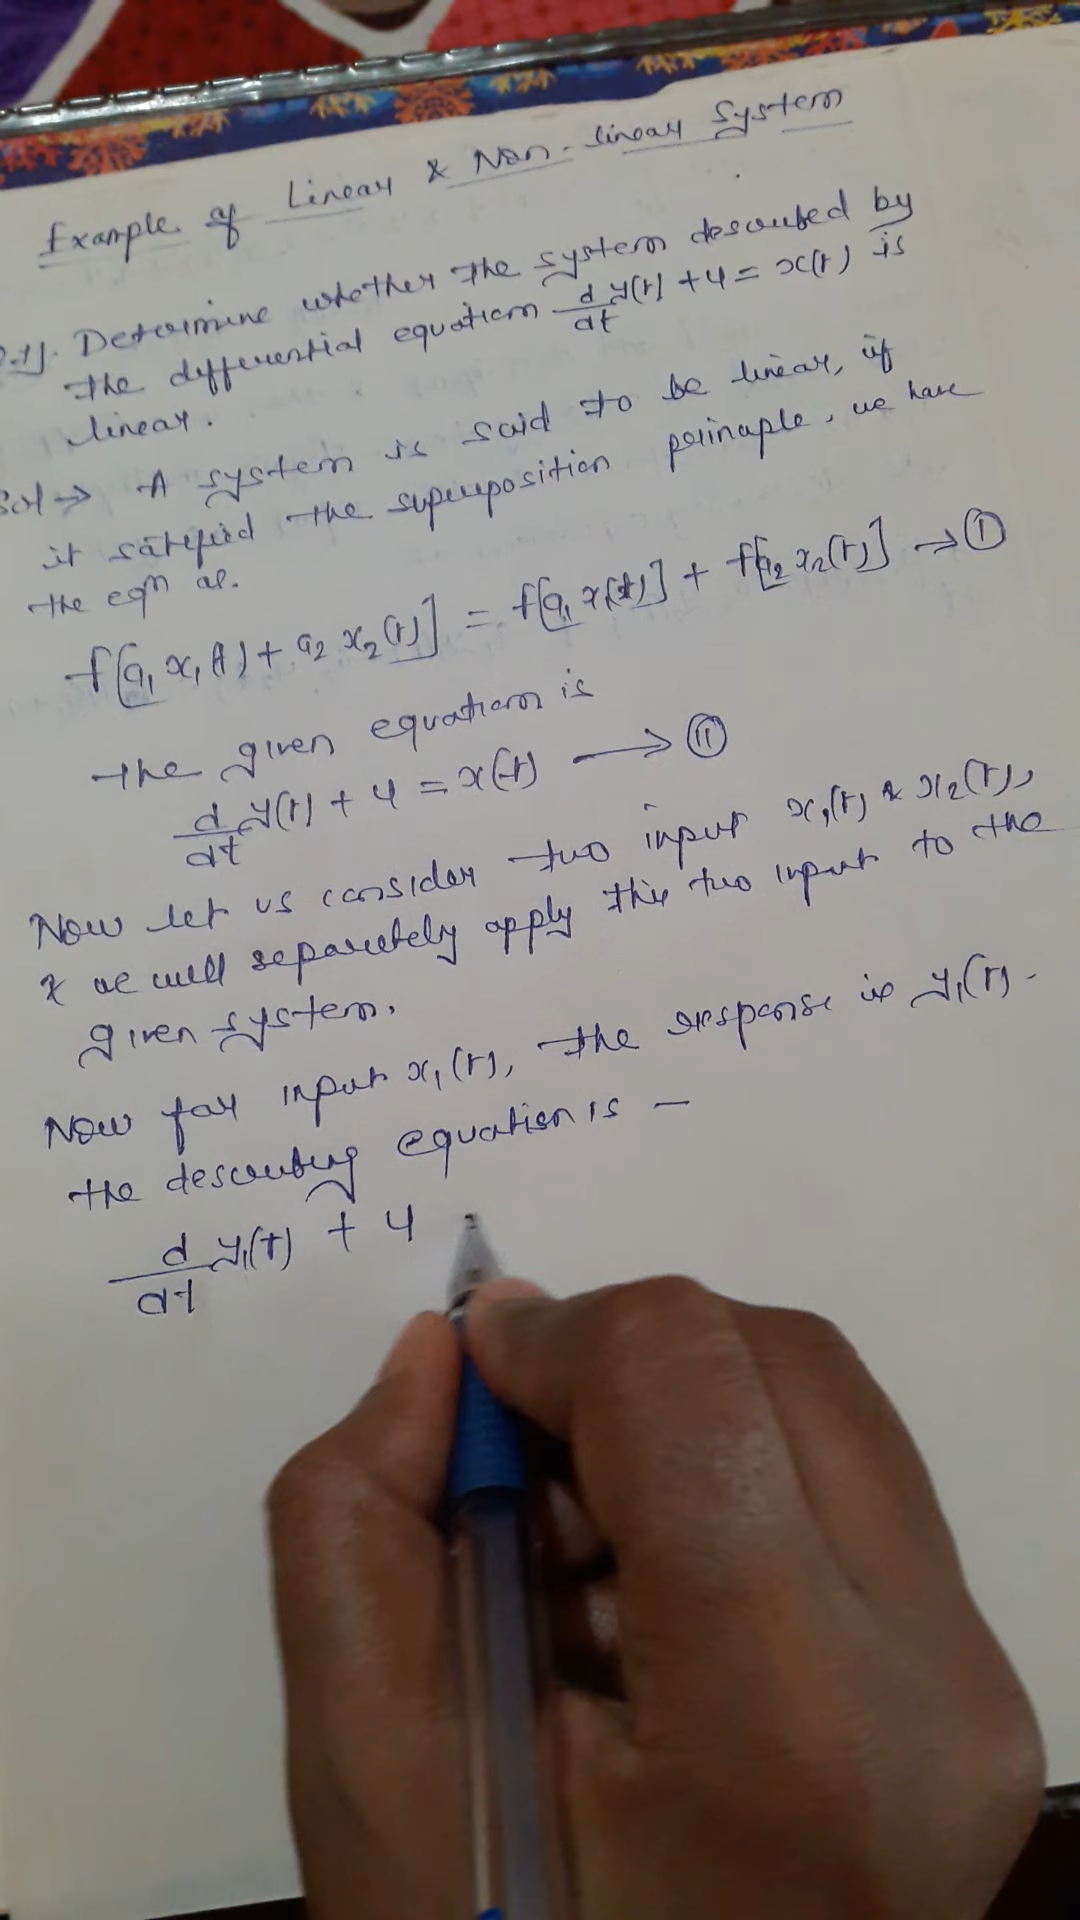 Example of Linear & Non-linear System
Q.1]. Determine whether the system described by
the differential equation d/dt y(t) + 4 = x(t) is
linear.
Sol → A system is said to be linear, if
it satisfied the superposition principle, we have
the eqn as.
f[a₁ x₁(t) + a₂ x₂(t)] = f[a₁ x₁(t)] + f[a₂ x₂(t)] → Ⓘ
the given equation is
d/dt y(t) + 4 = x(t) → Ⅱ
Now let us consider two input x₁(t) & x₂(t),
& we will separately apply this two input to the
given system.
Now for input x₁(t), the response is y₁(t).
the describing equation is –
d/dt y₁(t) + 4